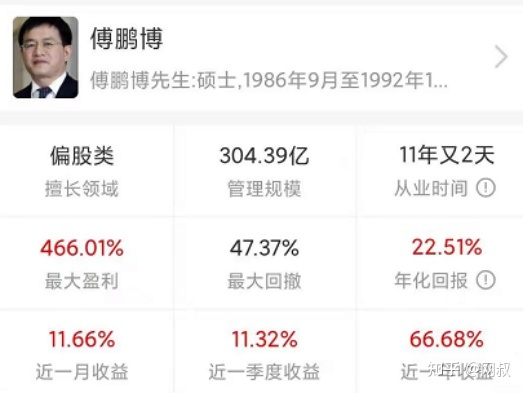 傅鹏博
傅鹏博先生:硕士,1986年9月至1992年1...
偏股类 304.39亿 11年又2天
擅长领域 管理规模 从业时间
466.01% 47.37% 22.51%
最大盈利 最大回撤 年化回报
11.66% 11.32% 66.68%
近一月收益 近一季度收益 近一年收益
知乎 @网叔